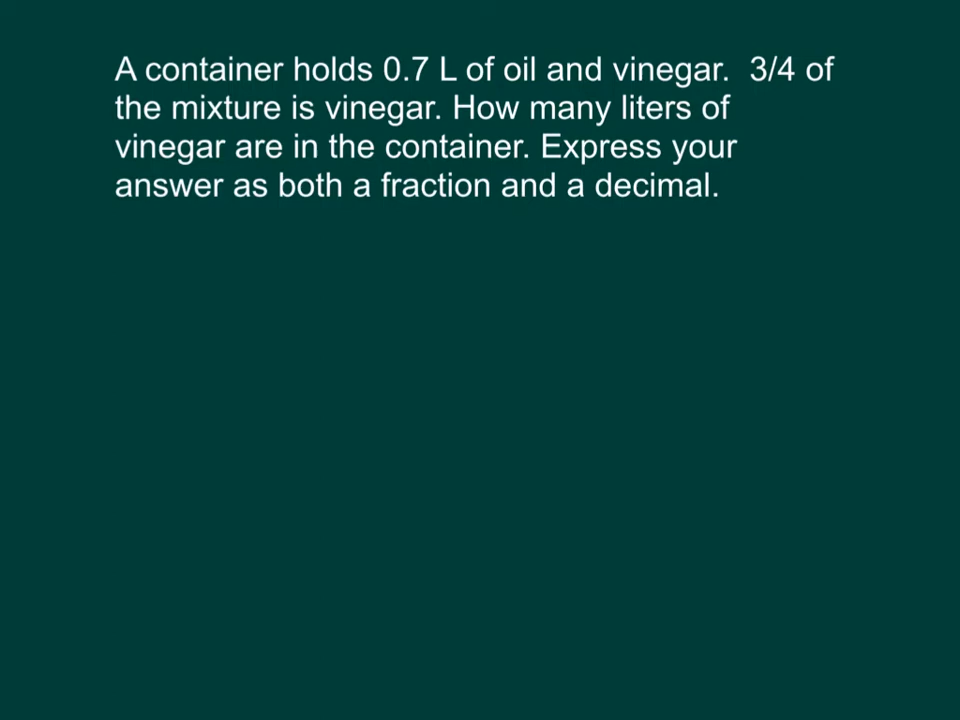 A container holds 0.7 L of oil and vinegar.  3/4 of
the mixture is vinegar. How many liters of
vinegar are in the container. Express your
answer as both a fraction and a decimal.